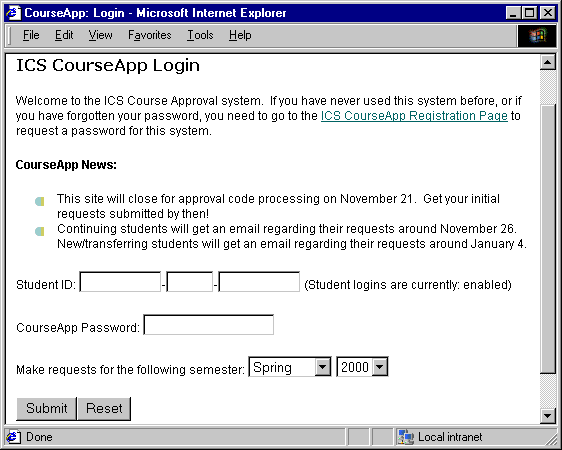 CourseApp: Login - Microsoft Internet Explorer
File Edit View Favorites Tools Help
ICS CourseApp Login
Welcome to the ICS Course Approval system. If you have never used this system before, or if
you have forgotten your password, you need to go to the ICS CourseApp Registration Page to
request a password for this system.
CourseApp News:
This site will close for approval code processing on November 21. Get your initial
requests submitted by then!
Continuing students will get an email regarding their requests around November 26.
New/transferring students will get an email regarding their requests around January 4.
Student ID: - - (Student logins are currently: enabled)
CourseApp Password:
Make requests for the following semester: Spring 2000
Submit Reset
Done Local intranet